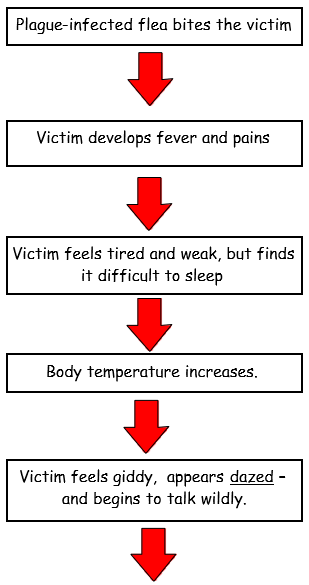 Plague-infected flea bites the victim
Victim develops fever and pains
Victim feels tired and weak, but finds
it difficult to sleep
Body temperature increases.
Victim feels giddy,  appears dazed –
and begins to talk wildly.